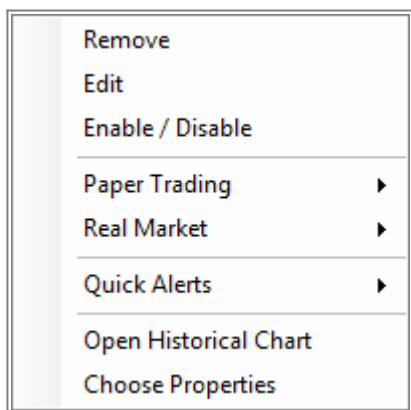 Remove
Edit
Enable / Disable
Paper Trading
Real Market
Quick Alerts
Open Historical Chart
Choose Properties